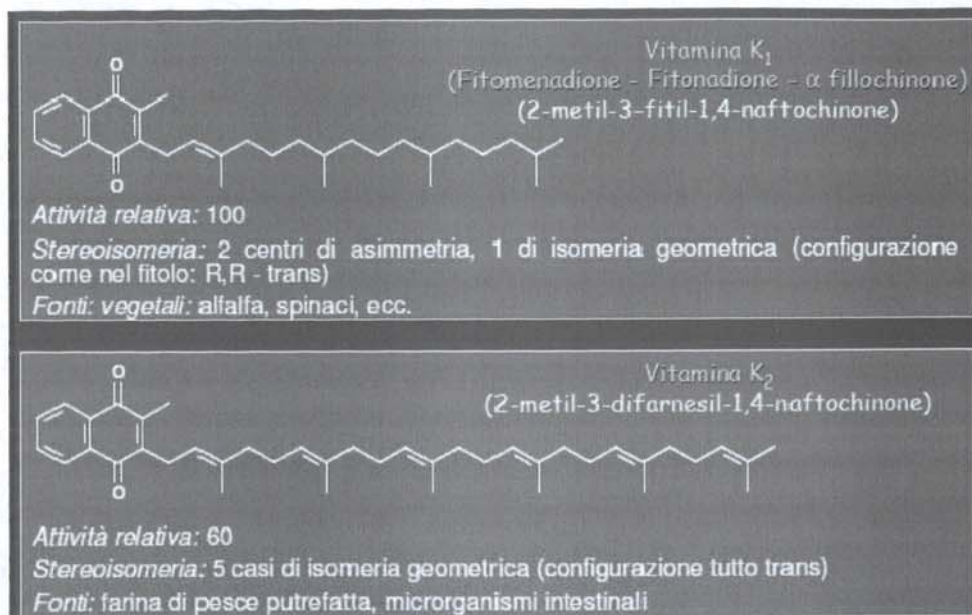 Vitamina K₁
(Fitomenadione - Fitonadione - α fillochinone)
(2-metil-3-fitil-1,4-naftochinone)
O
O
Attività relativa: 100
Stereoisomeria: 2 centri di asimmetria, 1 di isomeria geometrica (configurazione
come nel fitolo: R,R - trans)
Fonti: vegetali: alfalfa, spinaci, ecc.
Vitamina K₂
(2-metil-3-difarnesil-1,4-naftochinone)
O
O
Attività relativa: 60
Stereoisomeria: 5 casi di isomeria geometrica (configurazione tutto trans)
Fonti: farina di pesce putrefatta, microrganismi intestinali